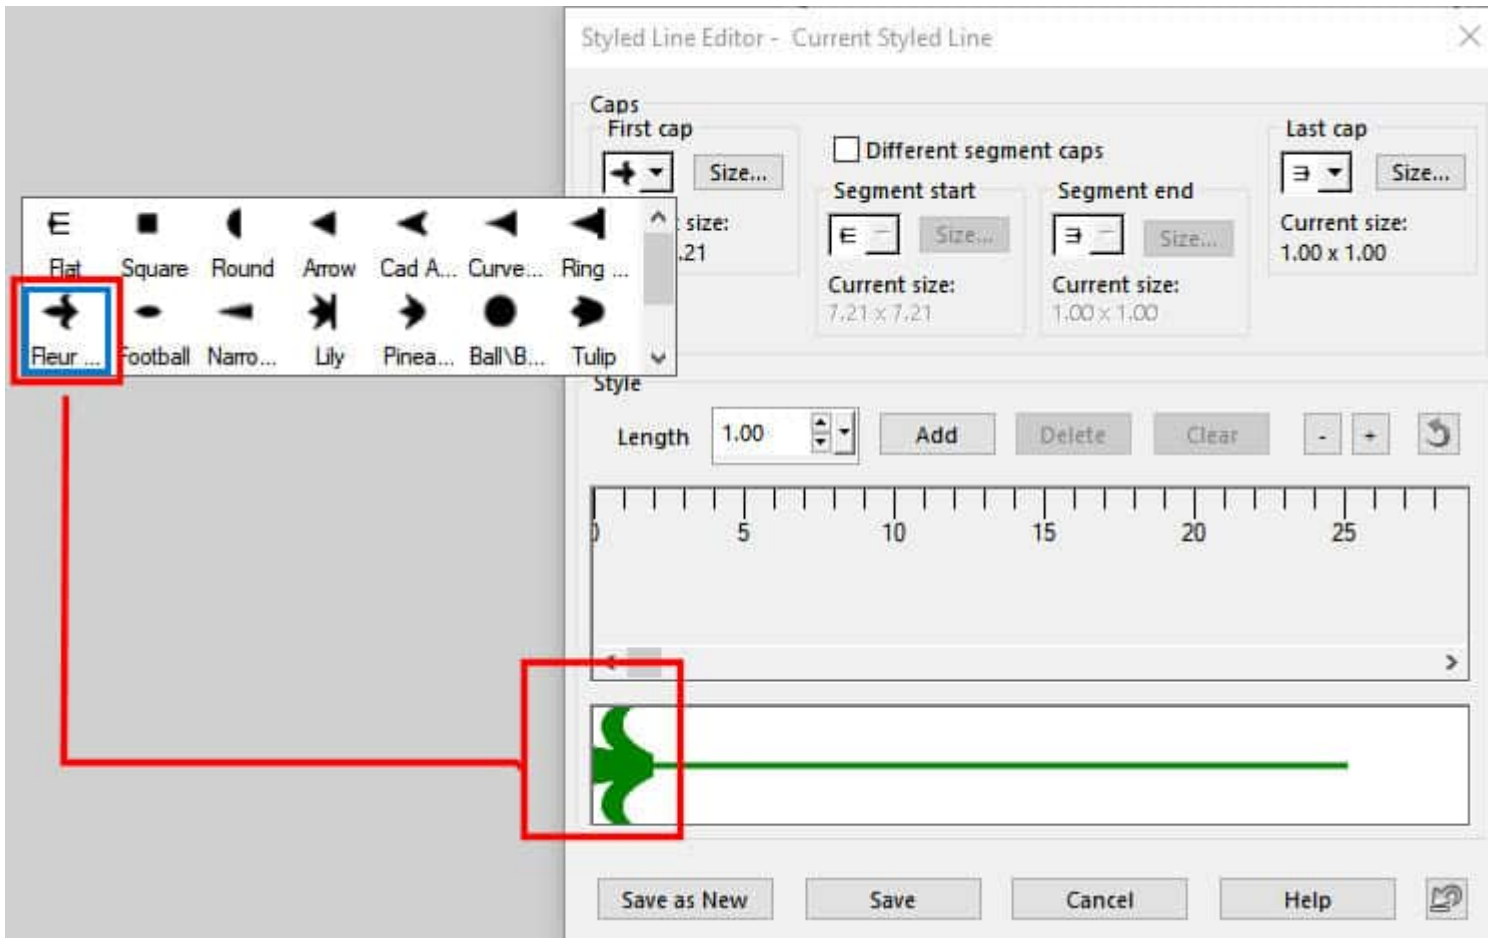 Styled Line Editor - Current Styled Line
Caps
First cap
Size...
size:
.21
Different segment caps
Segment start
Size...
Current size:
7.21 x 7.21
Segment end
Size...
Current size:
1.00 x 1.00
Last cap
Size...
Current size:
1.00 x 1.00
Flat Square Round Arrow Cad A... Curve... Ring ...
Fleur ... Football Narro... Lily Pinea... Ball\B... Tulip
Style
Length 1.00 Add Delete Clear - +
0 5 10 15 20 25
Save as New Save Cancel Help